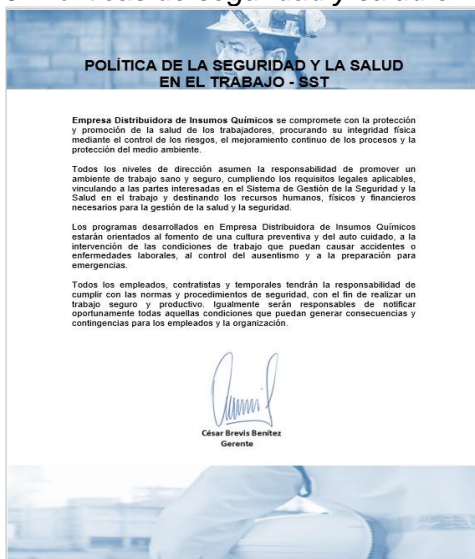 POLÍTICA DE LA SEGURIDAD Y LA SALUD
EN EL TRABAJO - SST
Empresa Distribuidora de Insumos Químicos se compromete con la protección
y promoción de la salud de los trabajadores, procurando su integridad física
mediante el control de los riesgos, el mejoramiento continuo de los procesos y la
protección del medio ambiente.
Todos los niveles de dirección asumen la responsabilidad de promover un
ambiente de trabajo sano y seguro, cumpliendo los requisitos legales aplicables,
vinculando a las partes interesadas en el Sistema de Gestión de la Seguridad y la
Salud en el trabajo y destinando los recursos humanos, físicos y financieros
necesarios para la gestión de la salud y la seguridad.
Los programas desarrollados en Empresa Distribuidora de Insumos Químicos
estarán orientados al fomento de una cultura preventiva y del auto cuidado, a la
intervención de las condiciones de trabajo que puedan causar accidentes o
enfermedades laborales, al control del ausentismo y a la preparación para
emergencias.
Todos los empleados, contratistas y temporales tendrán la responsabilidad de
cumplir con las normas y procedimientos de seguridad, con el fin de realizar un
trabajo seguro y productivo. Igualmente serán responsables de notificar
oportunamente todas aquellas condiciones que puedan generar consecuencias y
contingencias para los empleados y la organización.
César Brevis Benítez
Gerente